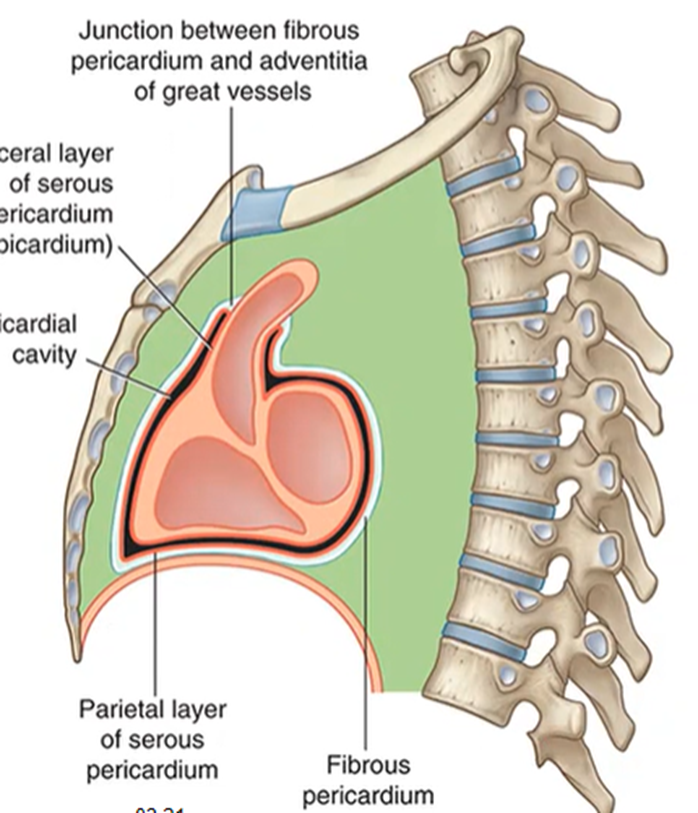 Junction between fibrous
pericardium and adventitia
of great vessels
ceral layer
of serous
ericardium
picardium)
icardial
cavity
Parietal layer
of serous
pericardium
Fibrous
pericardium